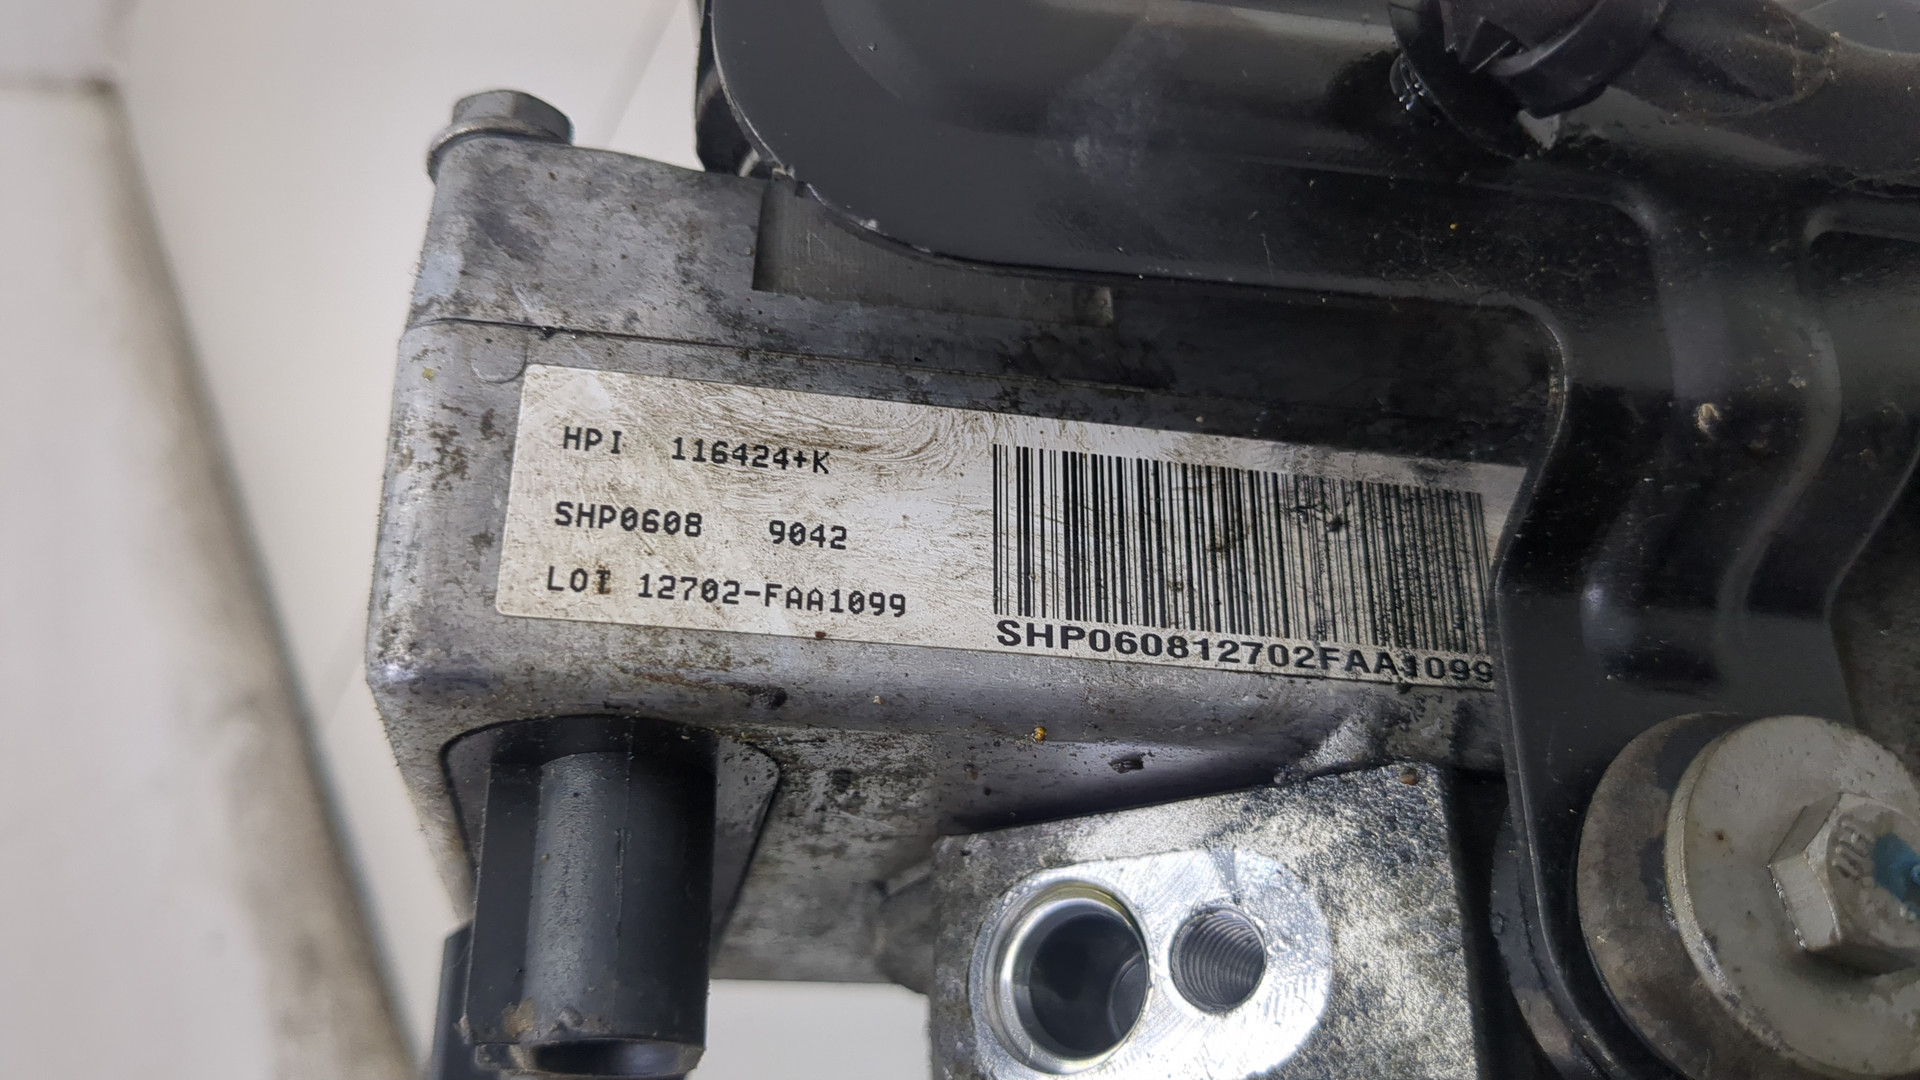 HPI 116424+K
SHP0608 9042
LOT 12702-FAA1099
SHP060812702FAA1099